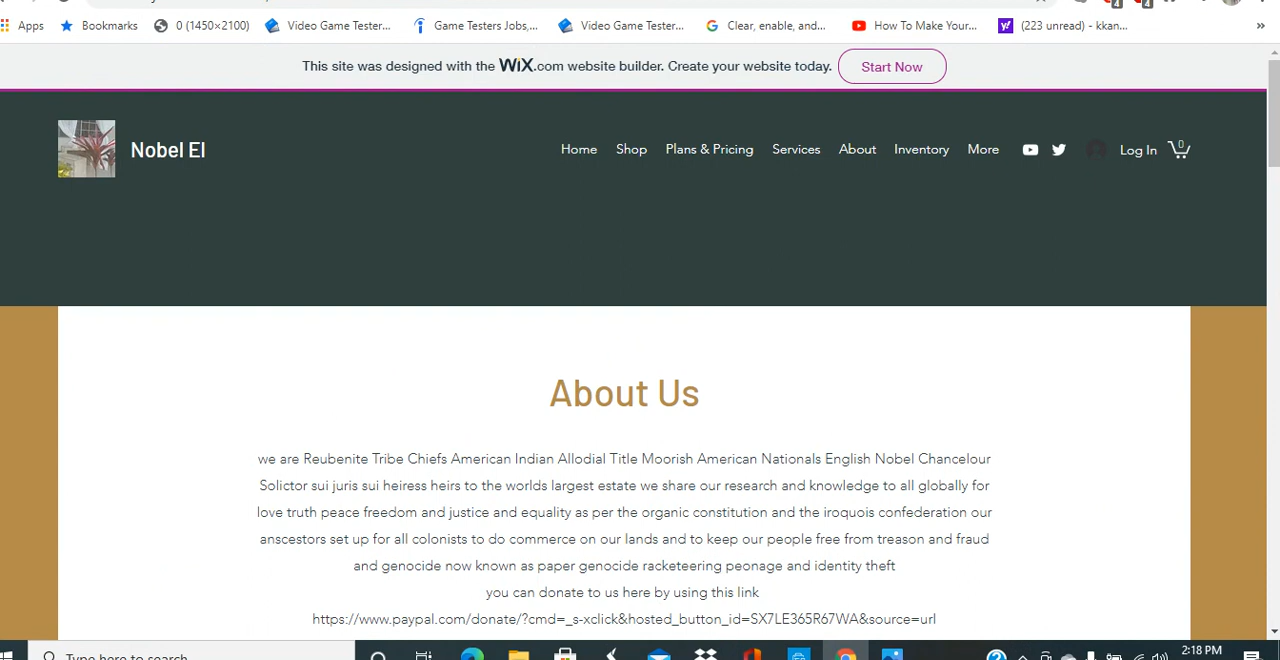 4
4
Apps
Bookmarks
0 (1450×2100)
Video Game Tester...
Game Testers Jobs,...
Video Game Tester...
Clear, enable, and...
How To Make Your...
(223 unread) - kkan...
»
This site was designed with the WiX.com website builder. Create your website today.
Start Now
Nobel El
Home
Shop
Plans & Pricing
Services
About
Inventory
More
Log In
0
About Us
we are Reubenite Tribe Chiefs American Indian Allodial Title Moorish American Nationals English Nobel Chancelour
Solictor sui juris sui heiress heirs to the worlds largest estate we share our research and knowledge to all globally for
love truth peace freedom and justice and equality as per the organic constitution and the iroquois confederation our
anscestors set up for all colonists to do commerce on our lands and to keep our people free from treason and fraud
and genocide now known as paper genocide racketeering peonage and identity theft
you can donate to us here by using this link
https://www.paypal.com/donate/?cmd=_s-xclick&hosted_button_id=SX7LE365R67WA&source=url
Type here to search
2:18 PM